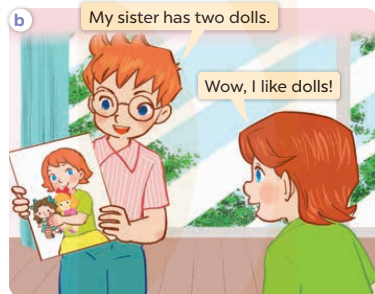 b
My sister has two dolls.
Wow, I like dolls!